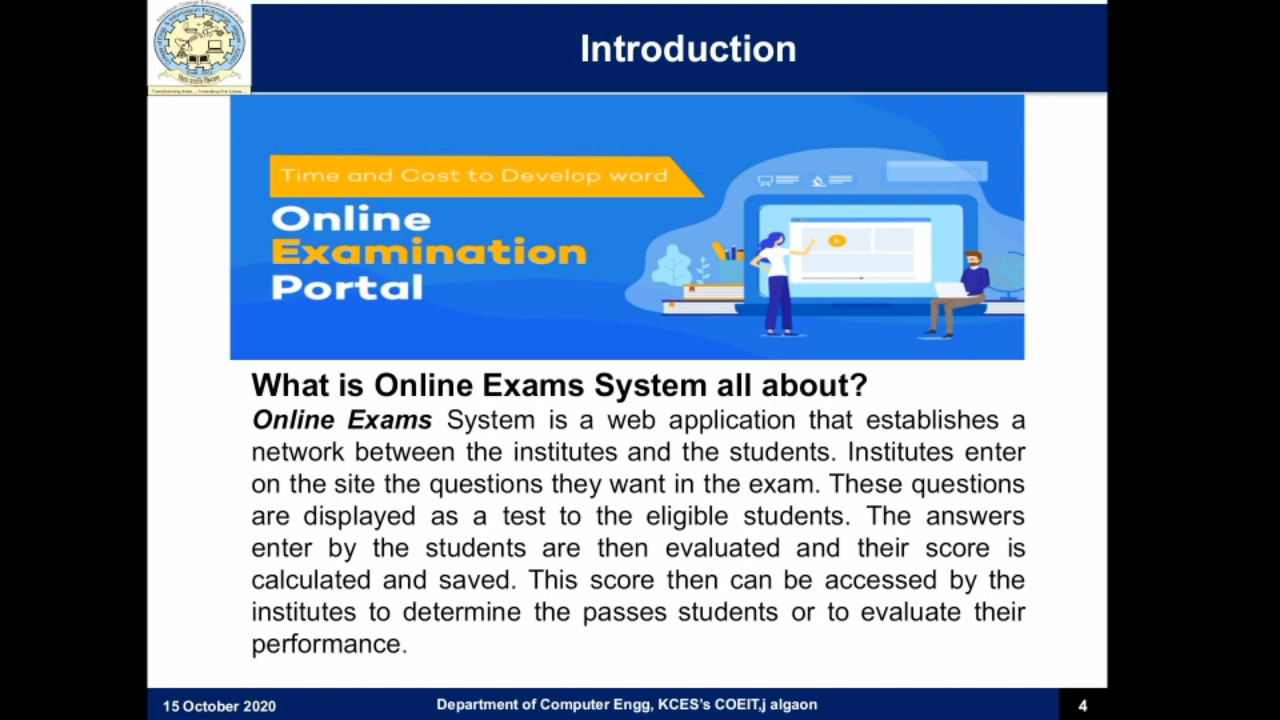 Introduction
Time and Cost to Develop word
Online
Examination
Portal
What is Online Exams System all about?
Online Exams System is a web application that establishes a
network between the institutes and the students. Institutes enter
on the site the questions they want in the exam. These questions
are displayed as a test to the eligible students. The answers
enter by the students are then evaluated and their score is
calculated and saved. This score then can be accessed by the
institutes to determine the passes students or to evaluate their
performance.
15 October 2020
Department of Computer Engg, KCES's COEIT,j algaon
4